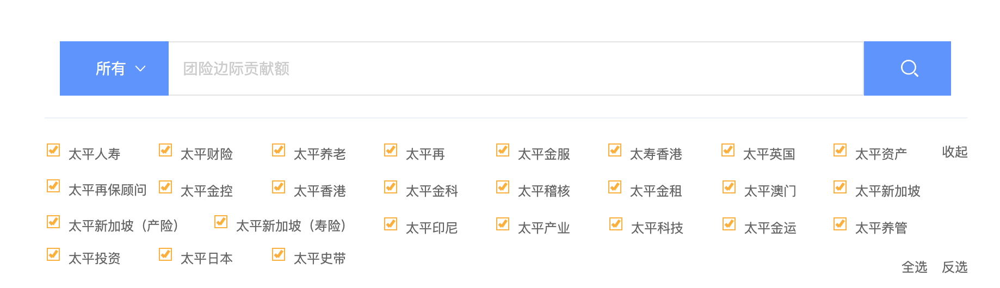 所有 团险边际贡献额
太平人寿 太平财险 太平养老 太平再 太平金服 太寿香港 太平英国 太平资产 收起
太平再保顾问 太平金控 太平香港 太平金科 太平稽核 太平金租 太平澳门 太平新加坡
太平新加坡（产险） 太平新加坡（寿险） 太平印尼 太平产业 太平科技 太平金运 太平养管
太平投资 太平日本 太平史带
全选 反选